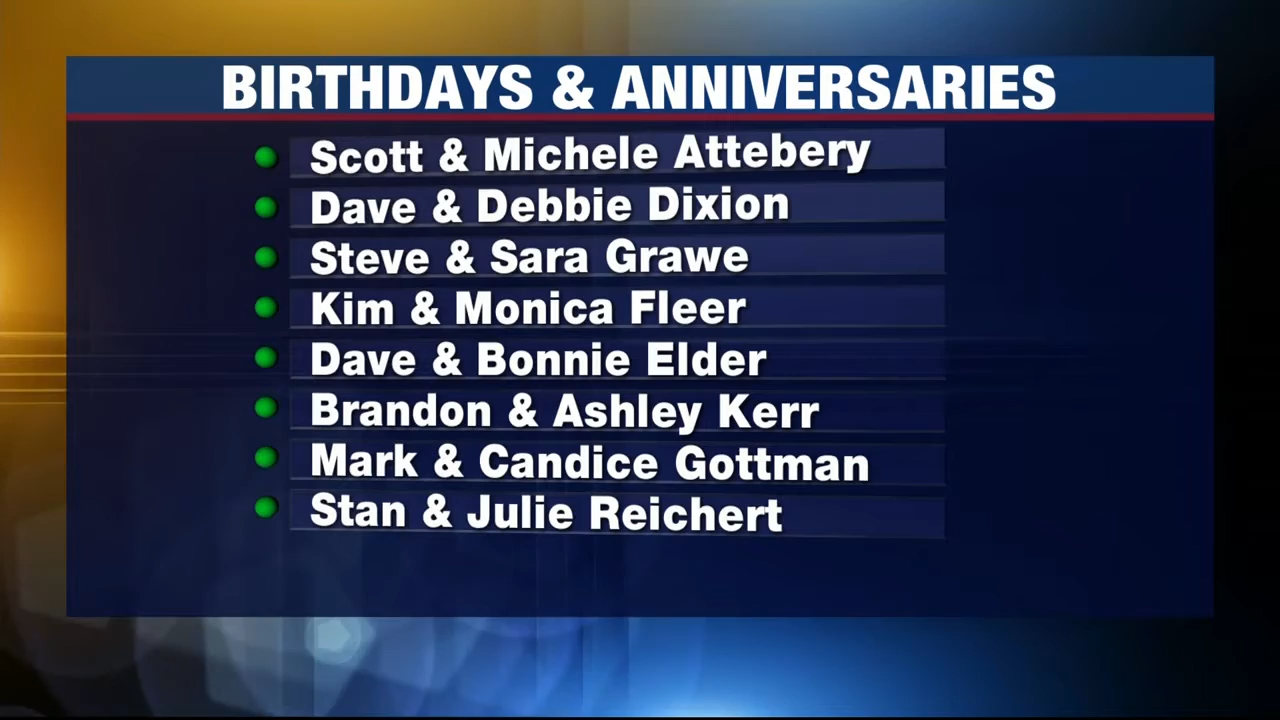 BIRTHDAYS & ANNIVERSARIES
Scott & Michele Attebery
Dave & Debbie Dixion
Steve & Sara Grawe
Kim & Monica Fleer
Dave & Bonnie Elder
Brandon & Ashley Kerr
Mark & Candice Gottman
Stan & Julie Reichert